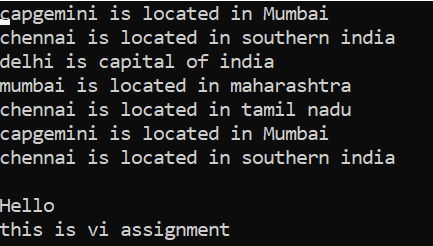 capgemini is located in Mumbai
chennai is located in southern india
delhi is capital of india
mumbai is located in maharashtra
chennai is located in tamil nadu
capgemini is located in Mumbai
chennai is located in southern india

Hello
this is vi assignment